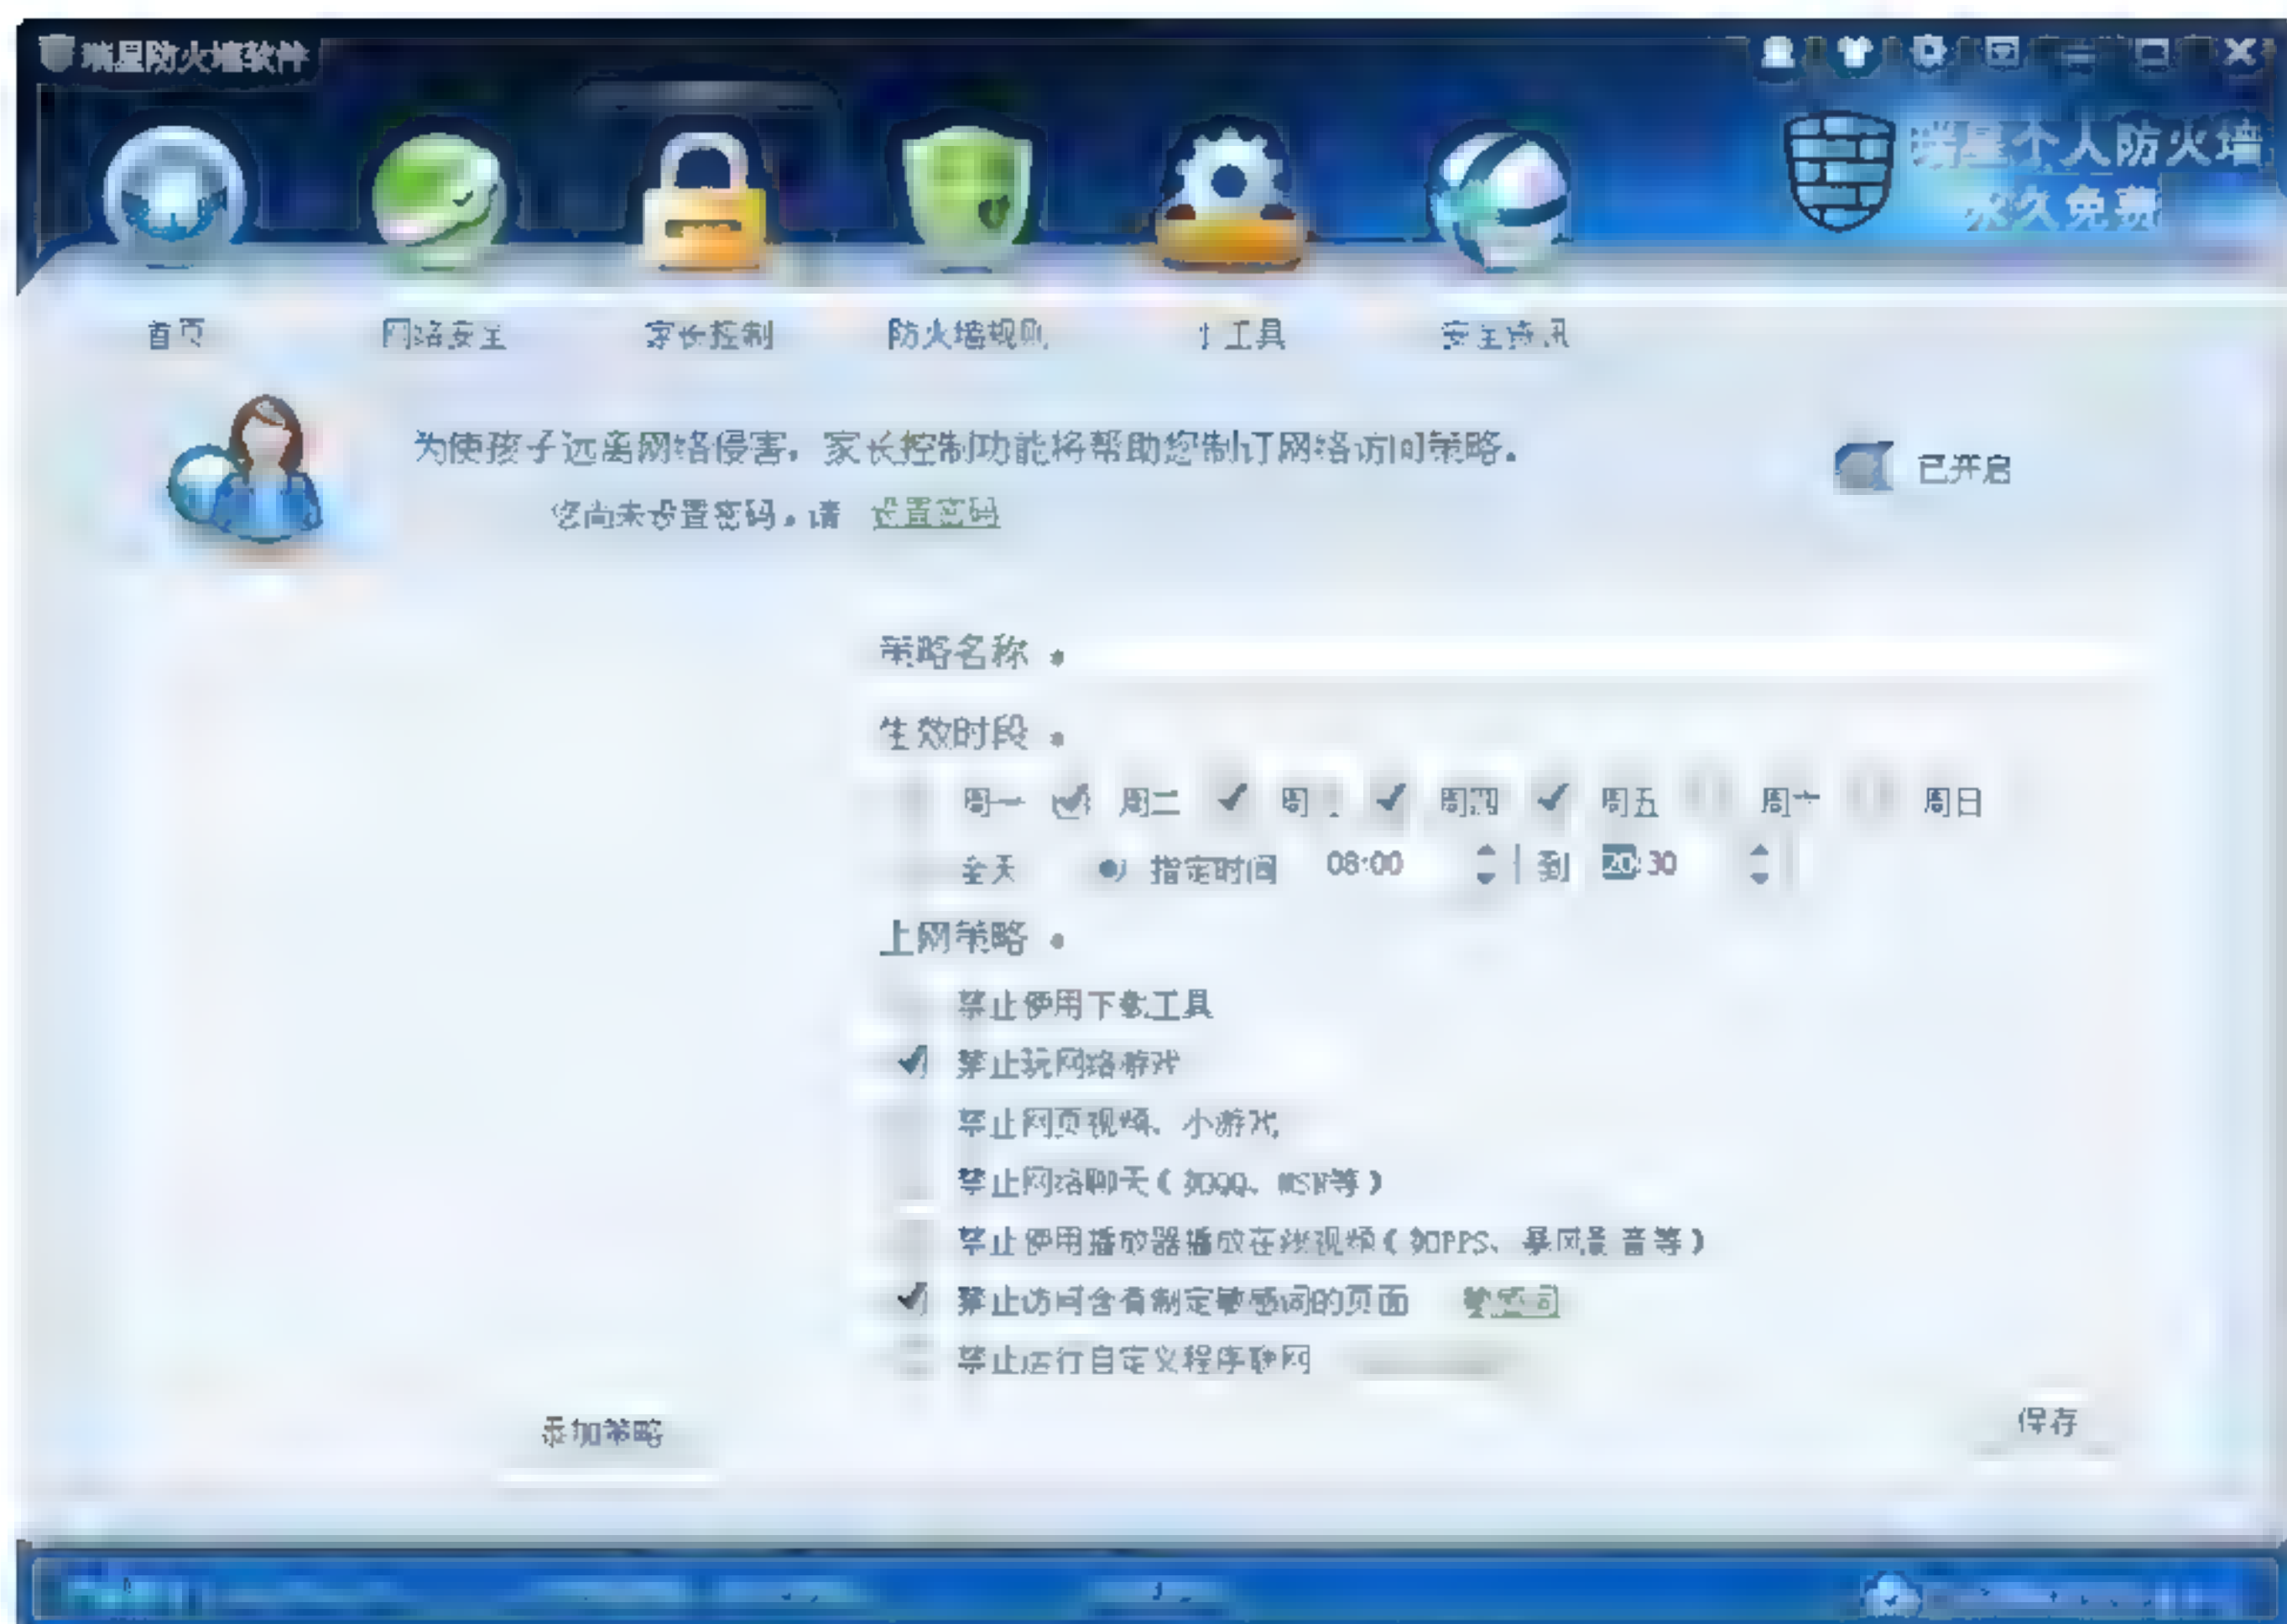 瑞星防火墙软件
瑞星个人防火墙
永久免费
首页 网络安全 家长控制 防火墙规则 小工具 安全资讯
为使孩子远离网络侵害，家长控制功能将帮助您制订网络访问策略。
已开启
您尚未设置密码。请 设置密码
策略名称：
生效时段：
周一 周二 周三 周四 周五 周六 周日
全天 指定时间 08:00 到 20:30
上网策略：
禁止使用下载工具
禁止玩网络游戏
禁止网页视频、小游戏
禁止网络聊天（如QQ、MSN等）
禁止使用播放器播放在线视频（如PPS、暴风影音等）
禁止访问含有制定敏感词的页面 敏感词
禁止运行自定义程序联网
添加策略
保存